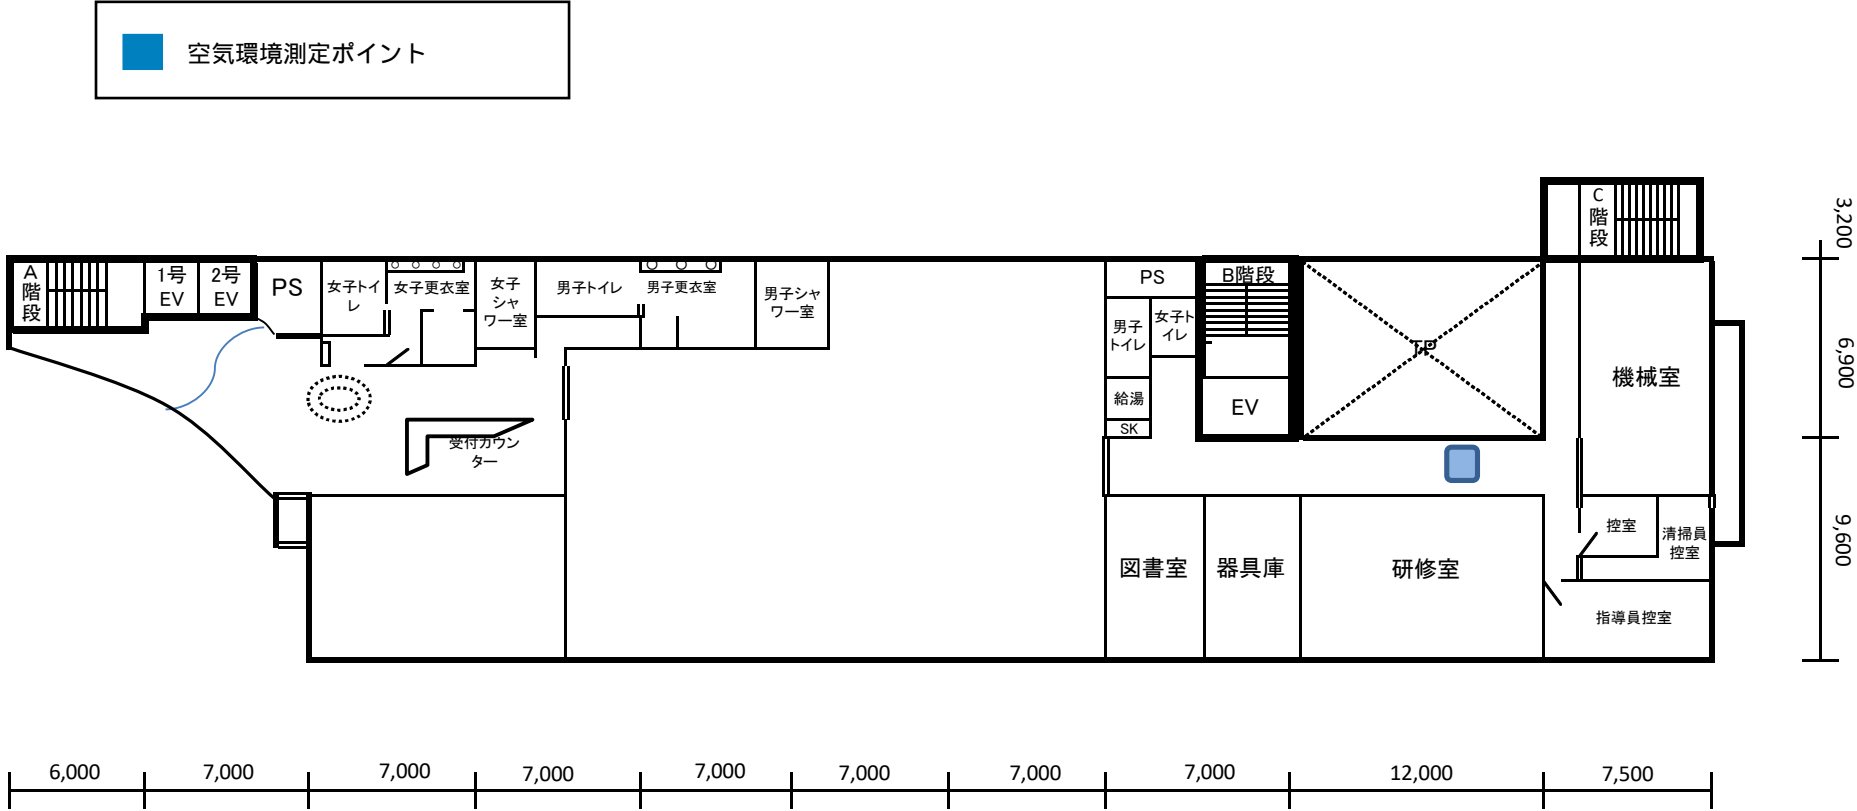 空気環境測定ポイント
C
階
段
A
階
段
1号
EV
2号
EV
PS
女子トイ
レ
女子更衣室
女子
シャ
ワー室
男子トイレ
男子更衣室
男子シャ
ワー室
PS
B階段
男子
トイレ
女子ト
イレ
給湯
SK
EV
TP
機械室
受付カウン
ター
図書室
器具庫
研修室
控室
清掃員
控室
指導員控室
3,200
6,900
9,600
6,000
7,000
7,000
7,000
7,000
7,000
7,000
7,000
12,000
7,500